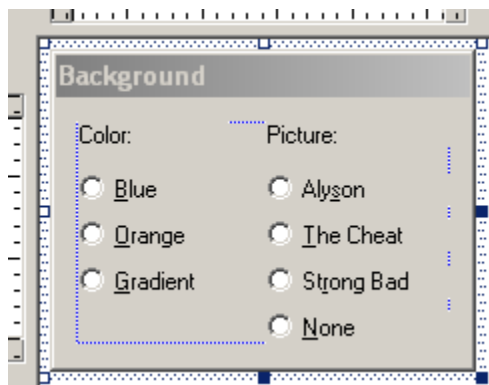 Background
Color:
Blue
Orange
Gradient
Picture:
Alyson
The Cheat
Strong Bad
None